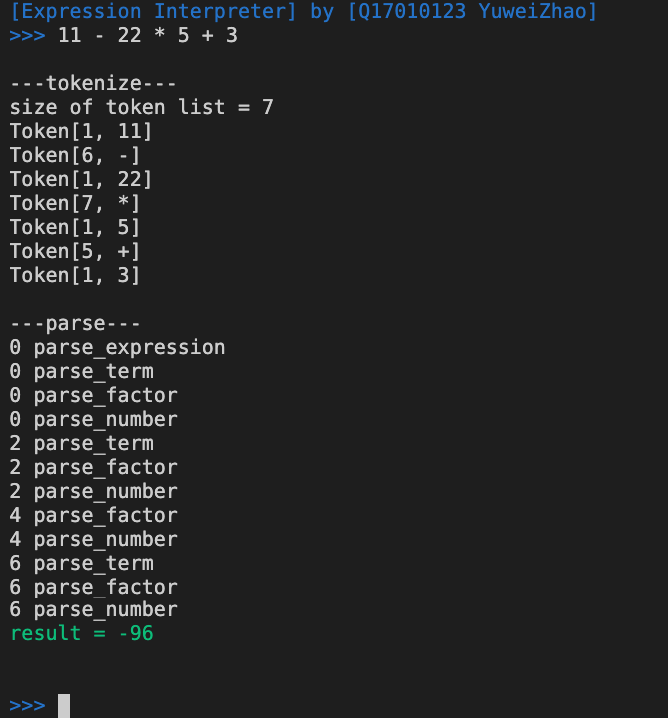 [Expression Interpreter] by [Q17010123 YuweiZhao]
>>> 11 - 22 * 5 + 3
---tokenize---
size of token list = 7
Token[1, 11]
Token[6, -]
Token[1, 22]
Token[7, *]
Token[1, 5]
Token[5, +]
Token[1, 3]
---parse---
0 parse_expression
0 parse_term
0 parse_factor
0 parse_number
2 parse_term
2 parse_factor
2 parse_number
4 parse_factor
4 parse_number
6 parse_term
6 parse_factor
6 parse_number
result = -96
>>>